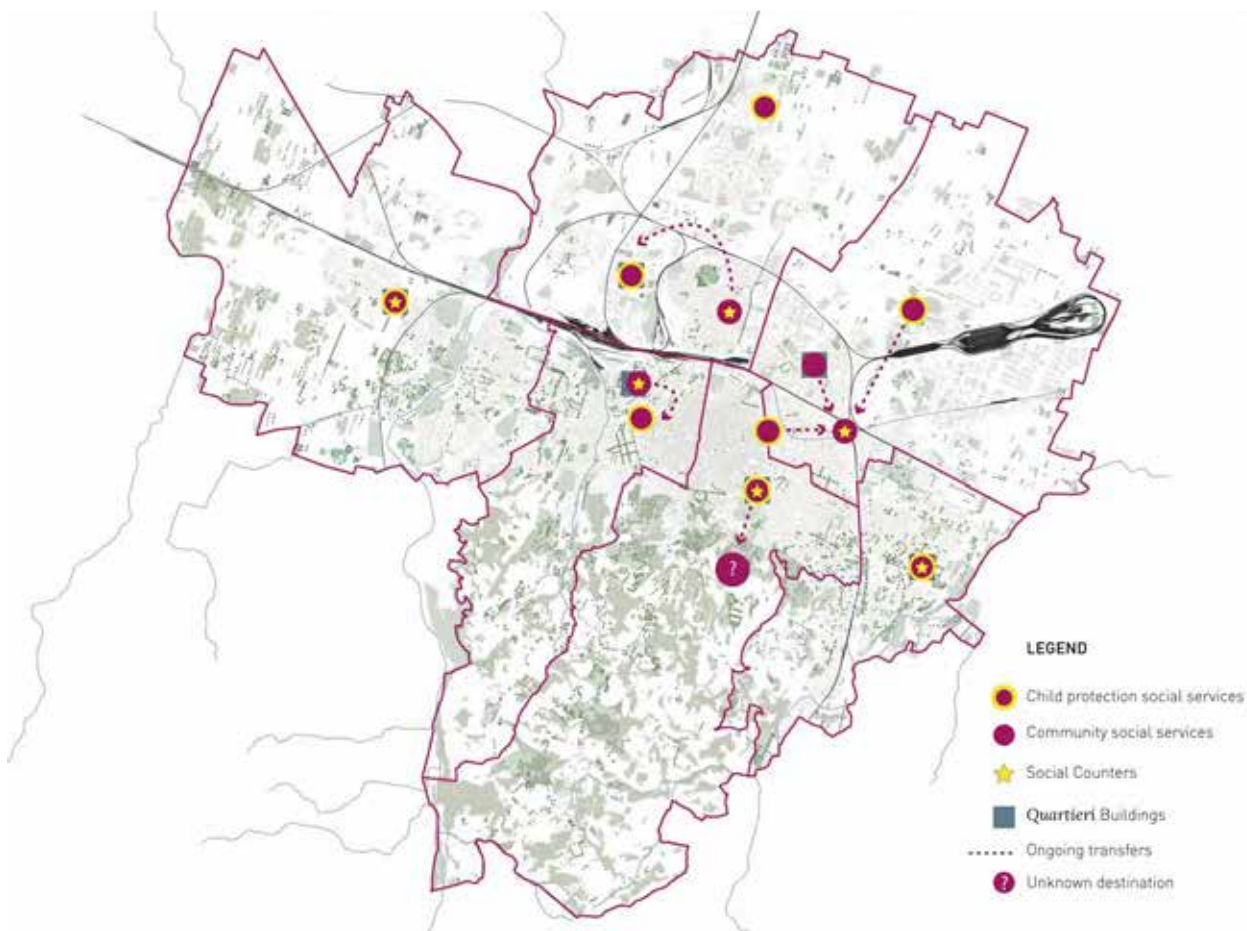 ?
LEGEND
Child protection social services
Community social services
Social Counters
Quartieri Buildings
Ongoing transfers
? Unknown destination